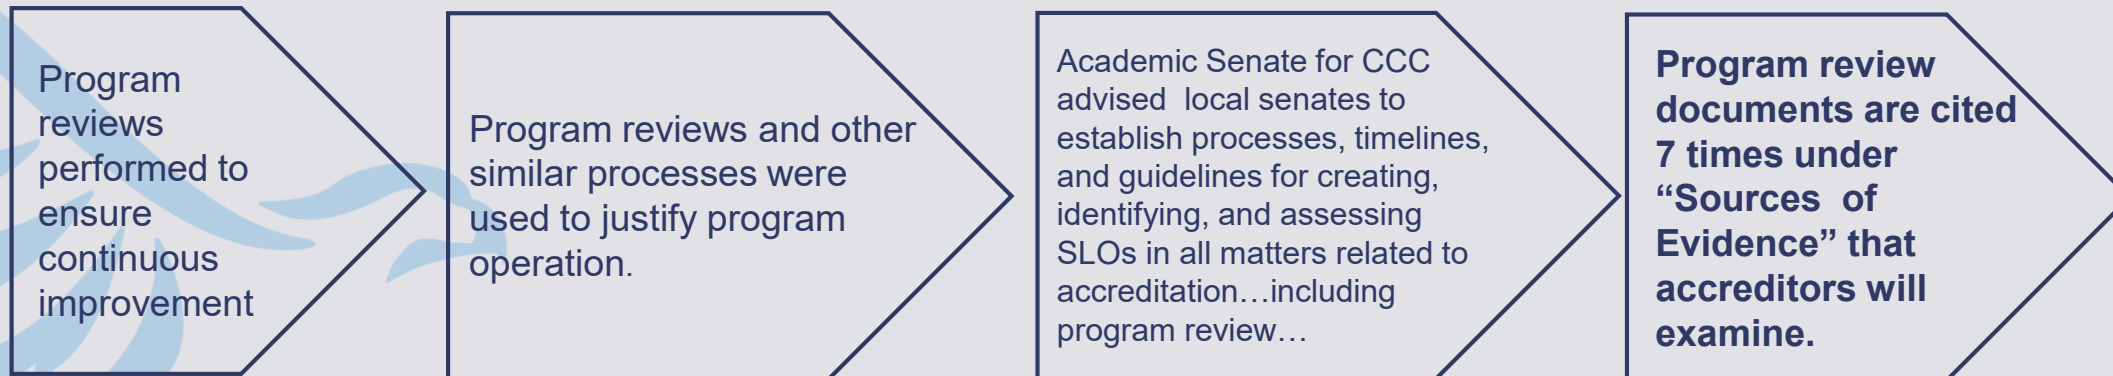 Program
reviews
performed to
ensure
continuous
improvement
Program reviews and other
similar processes were
used to justify program
operation.
Academic Senate for CCC
advised  local senates to
establish processes, timelines,
and guidelines for creating,
identifying, and assessing
SLOs in all matters related to
accreditation…including
program review…
Program review
documents are cited
7 times under
“Sources  of
Evidence” that
accreditors will
examine.